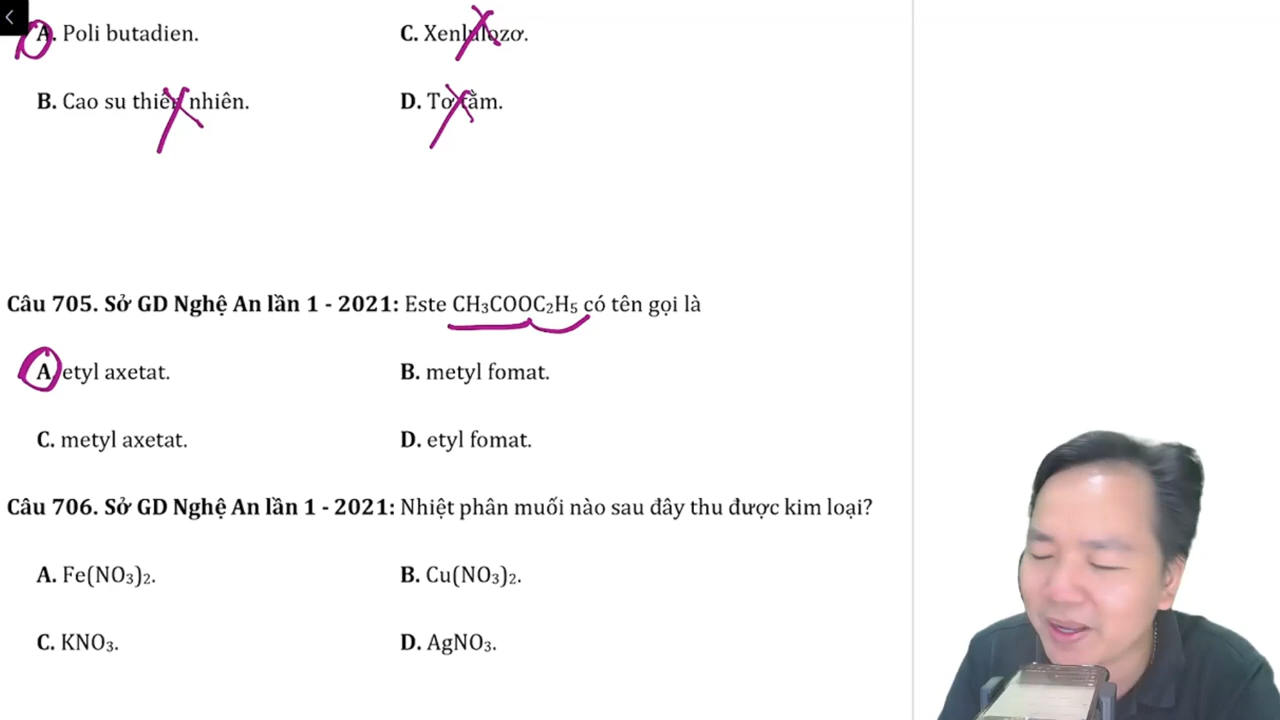 A. Poli butadien. C. Xenlulozơ.
B. Cao su thiên nhiên. D. Tơ tằm.
Câu 705. Sở GD Nghệ An lần 1 - 2021: Este CH₃COOC₂H₅ có tên gọi là
A. etyl axetat. B. metyl fomat.
C. metyl axetat. D. etyl fomat.
Câu 706. Sở GD Nghệ An lần 1 - 2021: Nhiệt phân muối nào sau đây thu được kim loại?
A. Fe(NO₃)₂. B. Cu(NO₃)₂.
C. KNO₃. D. AgNO₃.